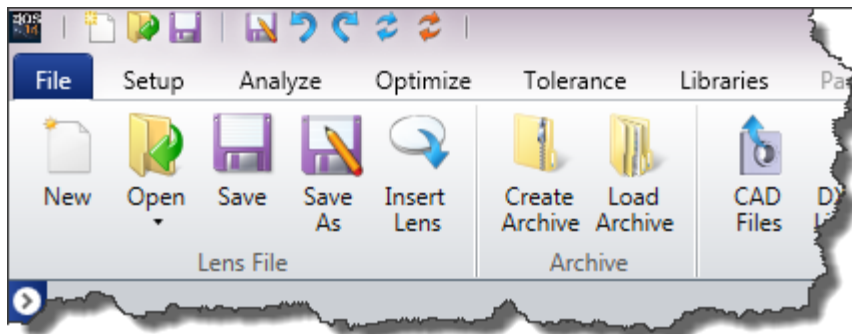 File Setup Analyze Optimize Tolerance Libraries
New Open Save Save Insert Create Load CAD
As Lens Archive Archive Files
Lens File Archive